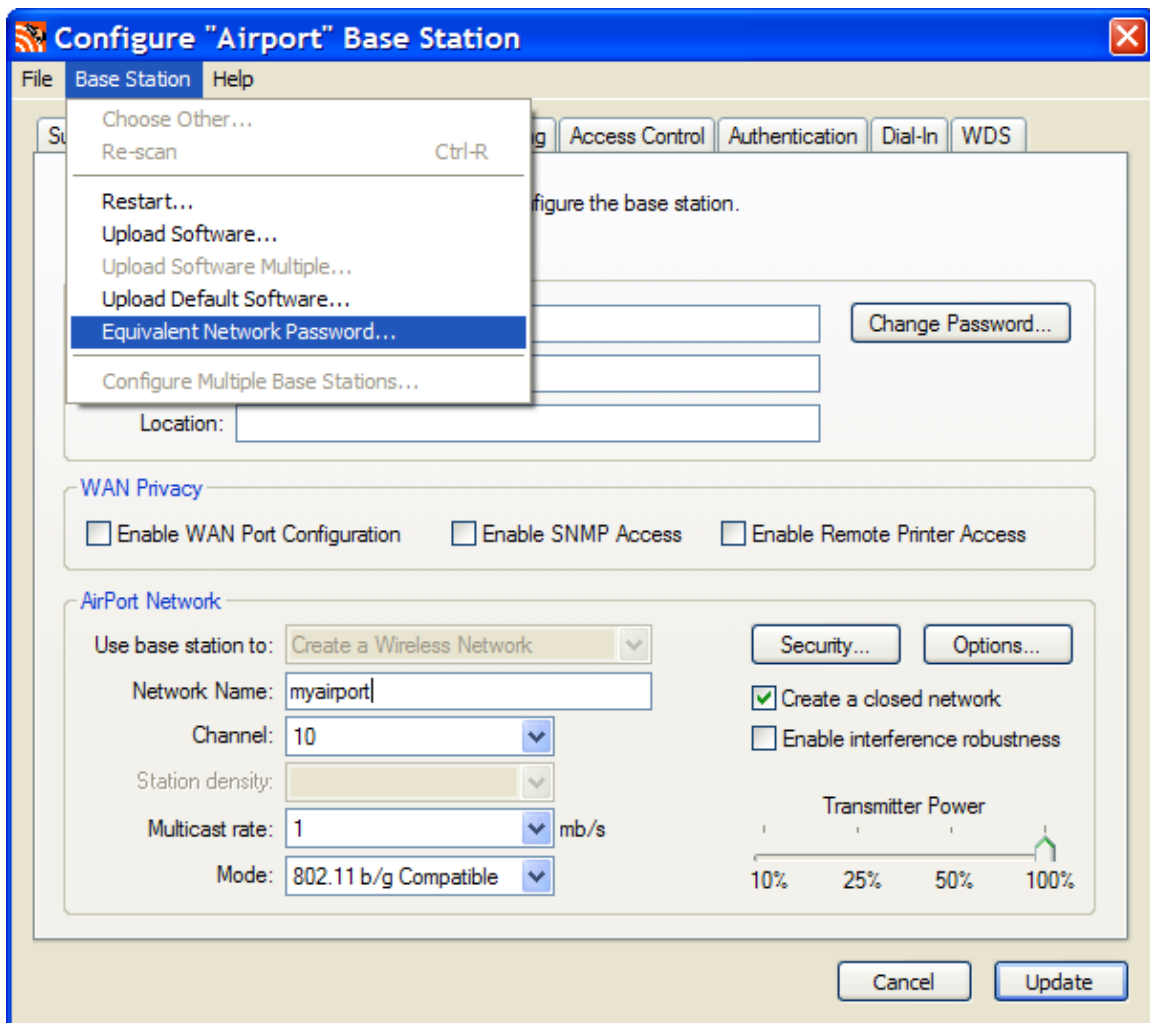 Configure "Airport" Base Station
File Base Station Help
Choose Other...
Re-scan Ctrl-R
Restart...
Upload Software...
Upload Software Multiple...
Upload Default Software...
Equivalent Network Password...
Configure Multiple Base Stations...
Access Control Authentication Dial-In WDS
the base station.
Change Password...
Location:
WAN Privacy
Enable WAN Port Configuration Enable SNMP Access Enable Remote Printer Access
AirPort Network
Use base station to: Create a Wireless Network Security... Options...
Network Name: myairport Create a closed network
Channel: 10 Enable interference robustness
Station density:
Transmitter Power
Multicast rate: 1 mb/s
Mode: 802.11 b/g Compatible 10% 25% 50% 100%
Cancel Update